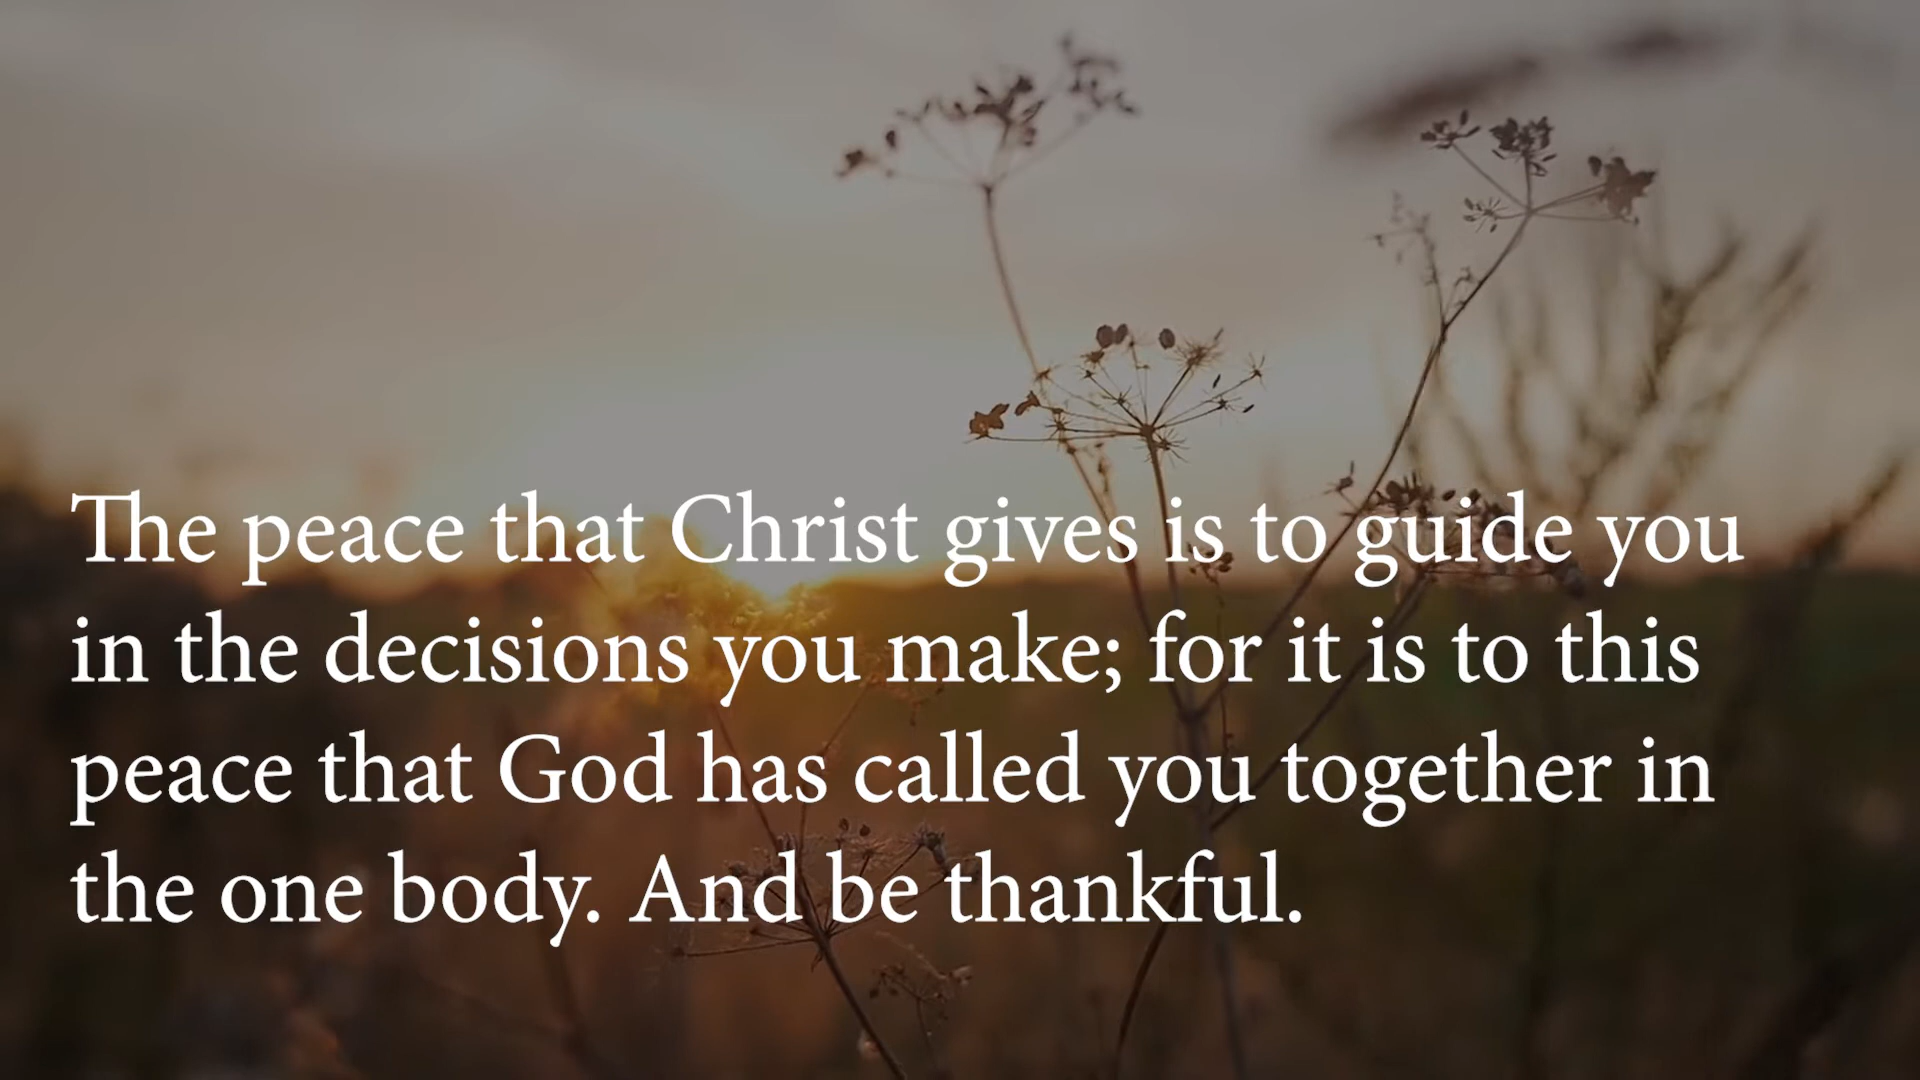 The peace that Christ gives is to guide you
in the decisions you make; for it is to this
peace that God has called you together in
the one body. And be thankful.